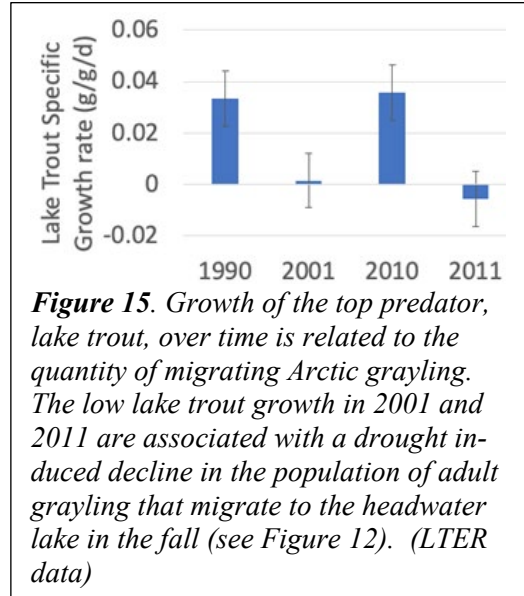 Lake Trout Specific
Growth rate (g/g/d)
0.06
0.04
0.02
0
-0.02
1990 2001 2010 2011
Figure 15. Growth of the top predator,
lake trout, over time is related to the
quantity of migrating Arctic grayling.
The low lake trout growth in 2001 and
2011 are associated with a drought in-
duced decline in the population of adult
grayling that migrate to the headwater
lake in the fall (see Figure 12). (LTER
data)